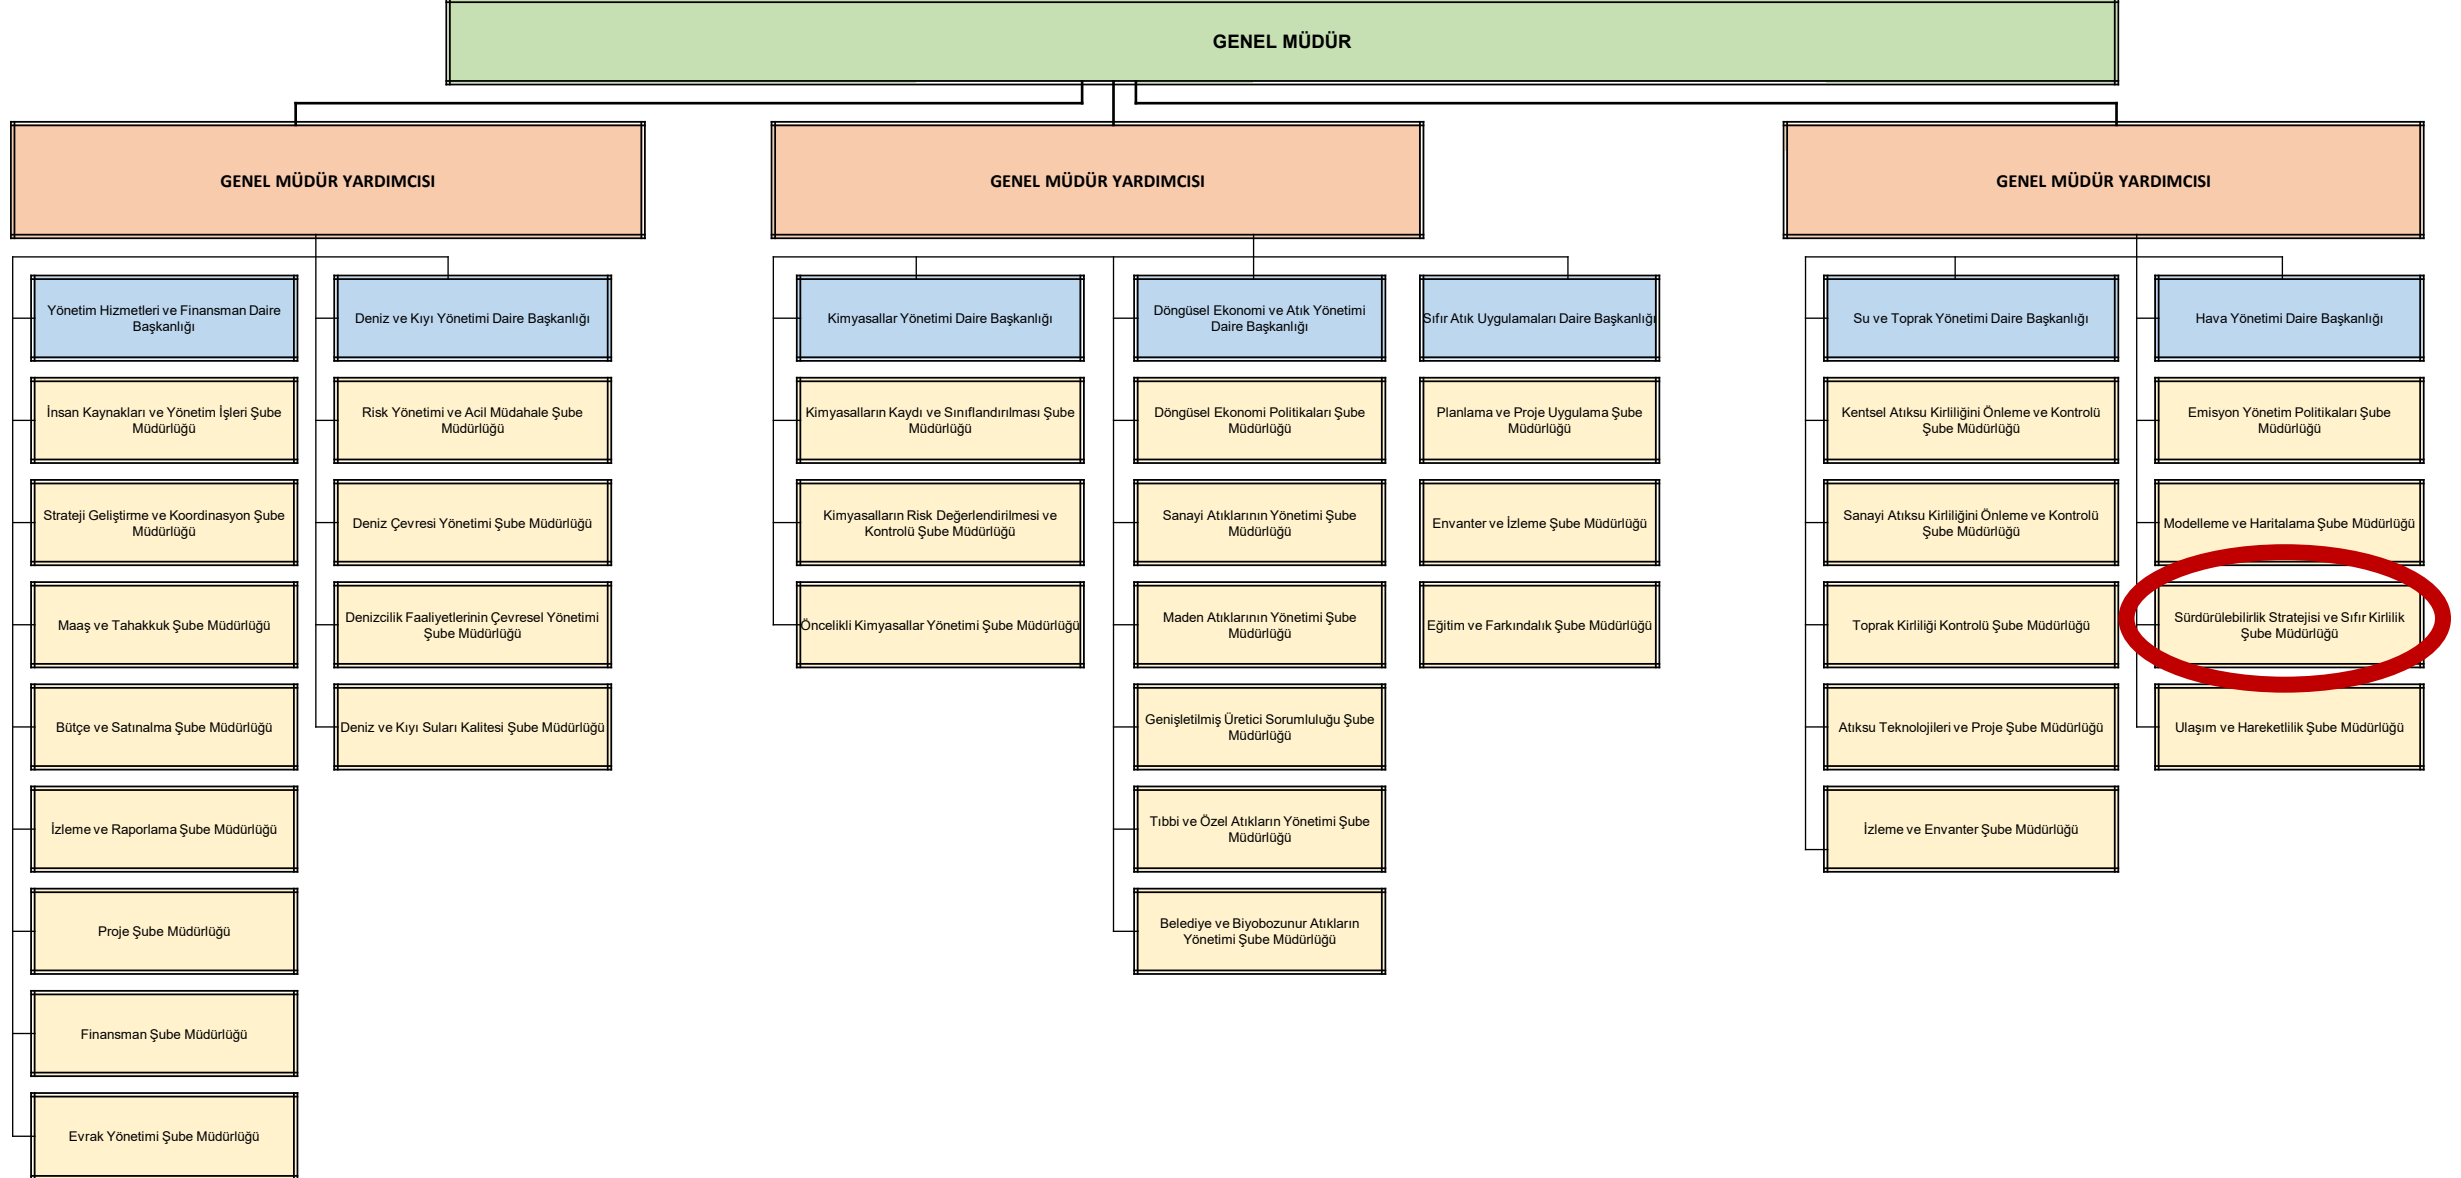 GENEL MÜDÜR
GENEL MÜDÜR YARDIMCISI
GENEL MÜDÜR YARDIMCISI
GENEL MÜDÜR YARDIMCISI
Yönetim Hizmetleri ve Finansman Daire
Başkanlığı
İnsan Kaynakları ve Yönetim İşleri Şube
Müdürlüğü
Strateji Geliştirme ve Koordinasyon Şube
Müdürlüğü
Maaş ve Tahakkuk Şube Müdürlüğü
Bütçe ve Satınalma Şube Müdürlüğü
İzleme ve Raporlama Şube Müdürlüğü
Proje Şube Müdürlüğü
Finansman Şube Müdürlüğü
Evrak Yönetimi Şube Müdürlüğü
Deniz ve Kıyı Yönetimi Daire Başkanlığı
Risk Yönetimi ve Acil Müdahale Şube
Müdürlüğü
Deniz Çevresi Yönetimi Şube Müdürlüğü
Denizcilik Faaliyetlerinin Çevresel Yönetimi
Şube Müdürlüğü
Deniz ve Kıyı Suları Kalitesi Şube Müdürlüğü
Kimyasallar Yönetimi Daire Başkanlığı
Kimyasalların Kaydı ve Sınıflandırılması Şube
Müdürlüğü
Kimyasalların Risk Değerlendirilmesi ve
Kontrolü Şube Müdürlüğü
Öncelikli Kimyasallar Yönetimi Şube Müdürlüğü
Döngüsel Ekonomi ve Atık Yönetimi
Daire Başkanlığı
Döngüsel Ekonomi Politikaları Şube
Müdürlüğü
Sanayi Atıklarının Yönetimi Şube
Müdürlüğü
Maden Atıklarının Yönetimi Şube
Müdürlüğü
Genişletilmiş Üretici Sorumluluğu Şube
Müdürlüğü
Tıbbi ve Özel Atıkların Yönetimi Şube
Müdürlüğü
Belediye ve Biyobozunur Atıkların
Yönetimi Şube Müdürlüğü
Sıfır Atık Uygulamaları Daire Başkanlığı
Planlama ve Proje Uygulama Şube
Müdürlüğü
Envanter ve İzleme Şube Müdürlüğü
Eğitim ve Farkındalık Şube Müdürlüğü
Su ve Toprak Yönetimi Daire Başkanlığı
Kentsel Atıksu Kirliliğini Önleme ve Kontrolü
Şube Müdürlüğü
Sanayi Atıksu Kirliliğini Önleme ve Kontrolü
Şube Müdürlüğü
Toprak Kirliliği Kontrolü Şube Müdürlüğü
Atıksu Teknolojileri ve Proje Şube Müdürlüğü
İzleme ve Envanter Şube Müdürlüğü
Hava Yönetimi Daire Başkanlığı
Emisyon Yönetim Politikaları Şube
Müdürlüğü
Modelleme ve Haritalama Şube Müdürlüğü
Sürdürülebilirlik Stratejisi ve Sıfır Kirlilik
Şube Müdürlüğü
Ulaşım ve Hareketlilik Şube Müdürlüğü